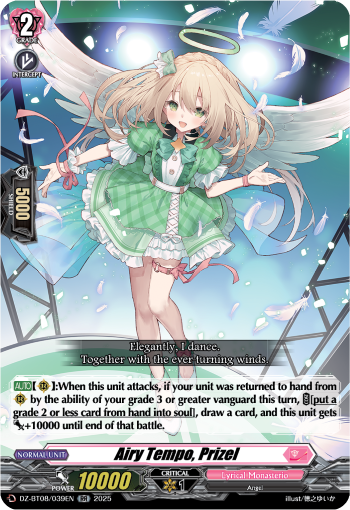 2
GRADE
INTERCEPT
5000
SHIELD
Elegantly, I dance.
Together with the ever turning winds.
AUTO【 】:When this unit attacks, if your unit was returned to hand from
by the ability of your grade 3 or greater vanguard this turn, [put a
grade 2 or less card from hand into soul], draw a card, and this unit gets
+10000 until end of that battle.
NORMAL UNIT
Airy Tempo, Prizel
POWER
10000
CRITICAL
1
Lyrical Monasterio
Angel
DZ-BT08/039EN RR 2025
illust/徳之ゆいか